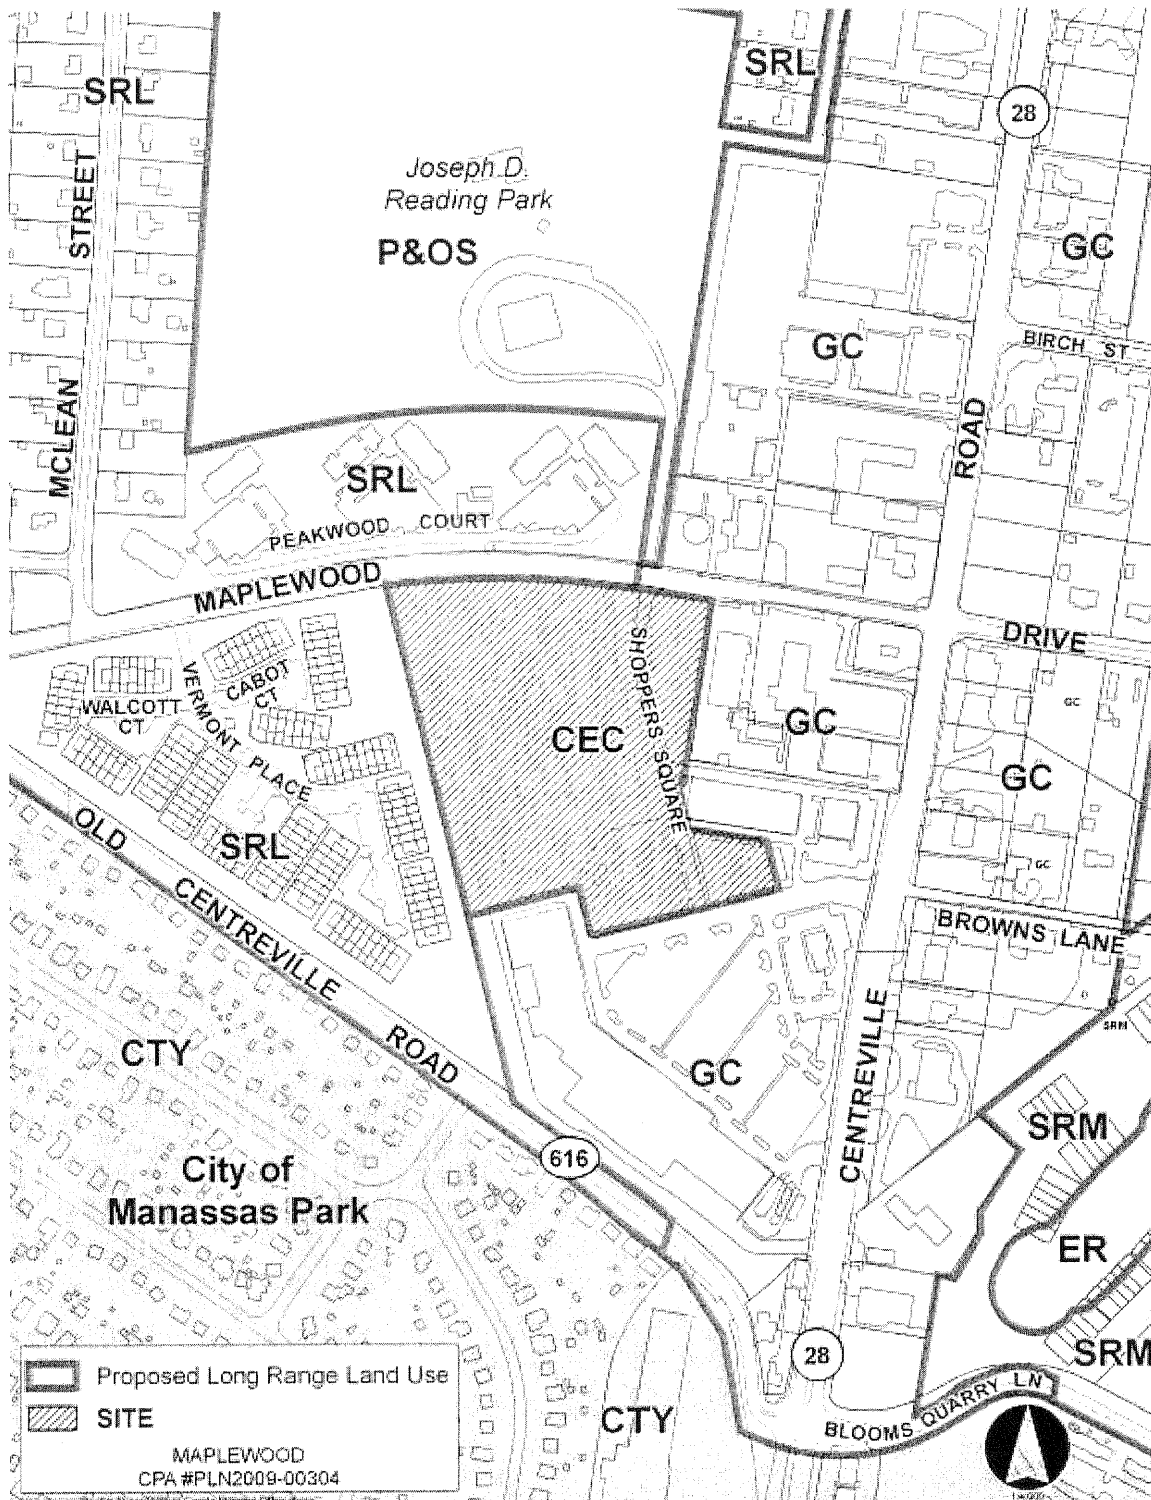 SRL
SRL
28
STREET
Joseph D.
Reading Park
P&OS
GC
GC
BIRCH ST
MCLEAN
ROAD
SRL
PEAKWOOD COURT
MAPLEWOOD
DRIVE
SHOPPERS SQUARE
WALCOTT
CT
CABOT
CT
VERMONT PLACE
CEC
GC
GC
GC
GC
SRL
OLD CENTREVILLE ROAD
BROWNS LANE
CENTREVILLE
SRM
CTY
GC
SRM
616
City of
Manassas Park
ER
28
SRM
CTY
BLOOMS QUARRY LN
Proposed Long Range Land Use
SITE
MAPLEWOOD
CPA #PLN2009-00304